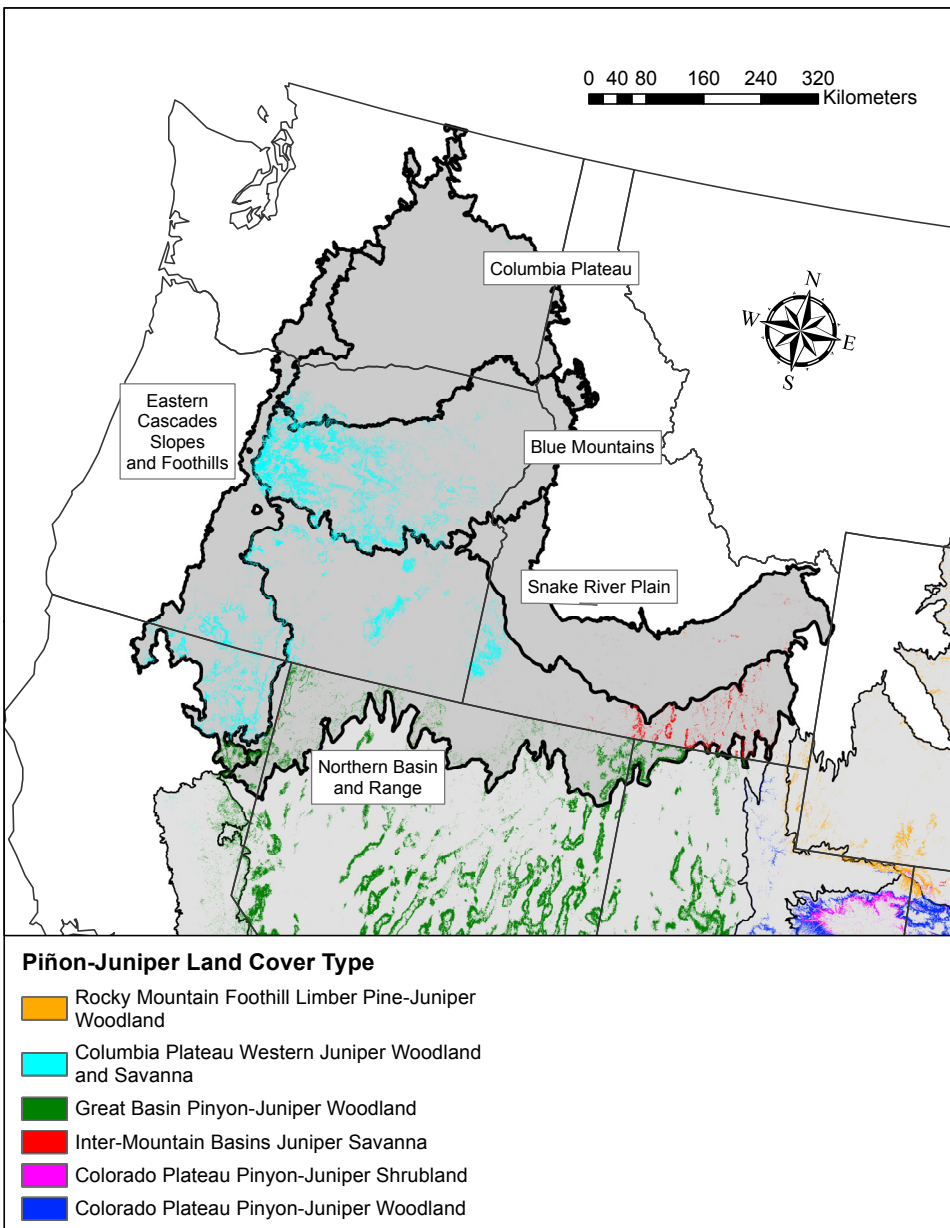 0 40 80 160 240 320
Kilometers
Columbia Plateau
N
W
E
S
Eastern
Cascades
Slopes
and Foothills
Blue Mountains
Snake River Plain
Northern Basin
and Range
Piñon-Juniper Land Cover Type
Rocky Mountain Foothill Limber Pine-Juniper
Woodland
Columbia Plateau Western Juniper Woodland
and Savanna
Great Basin Pinyon-Juniper Woodland
Inter-Mountain Basins Juniper Savanna
Colorado Plateau Pinyon-Juniper Shrubland
Colorado Plateau Pinyon-Juniper Woodland